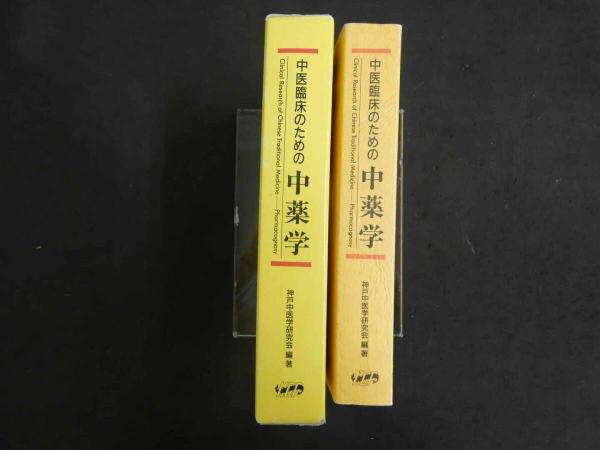 中医臨床のための
中薬学
Clinical Research of Chinese Traditional Medicine — Pharmacognosy
神戸中医学研究会 編著
中医臨床のための
中薬学
Clinical Research of Chinese Traditional Medicine — Pharmacognosy
神戸中医学研究会 編著